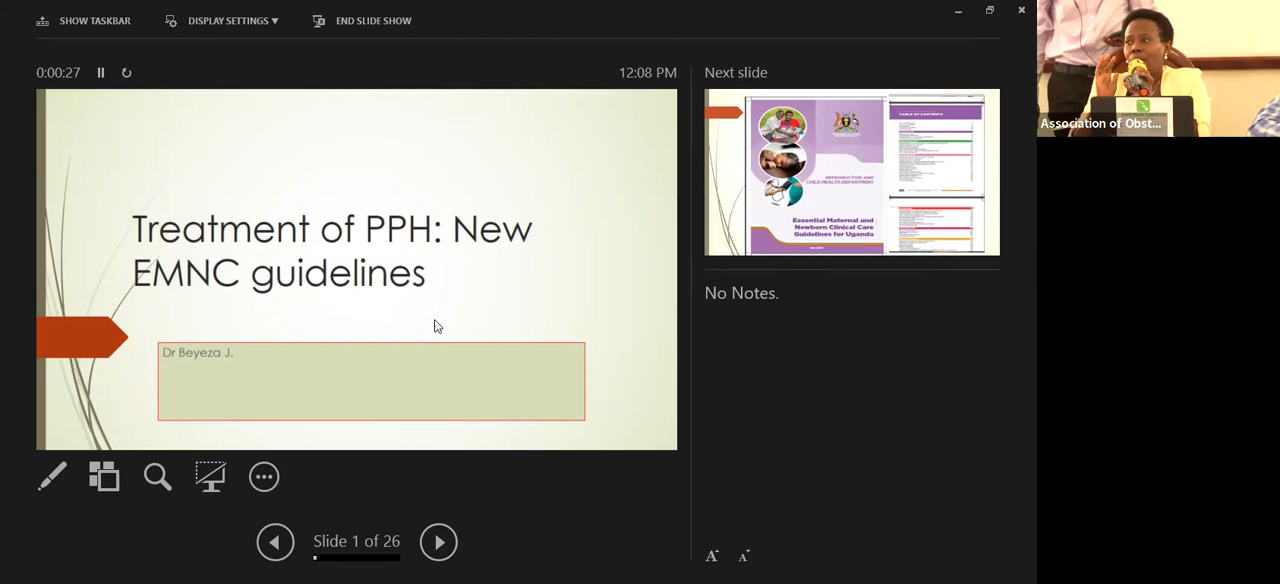 SHOW TASKBAR
DISPLAY SETTINGS ▼
END SLIDE SHOW
0:00:27
12:08 PM
Next slide
Treatment of PPH: New
EMNC guidelines
Dr Beyeza J.
TABLE OF CONTENTS
REPRODUCTIVE AND
CHILD HEALTH DEPARTMENT
Essential Maternal and
Newborn Clinical Care
Guidelines for Uganda
No Notes.
Slide 1 of 26
Association of Obst...